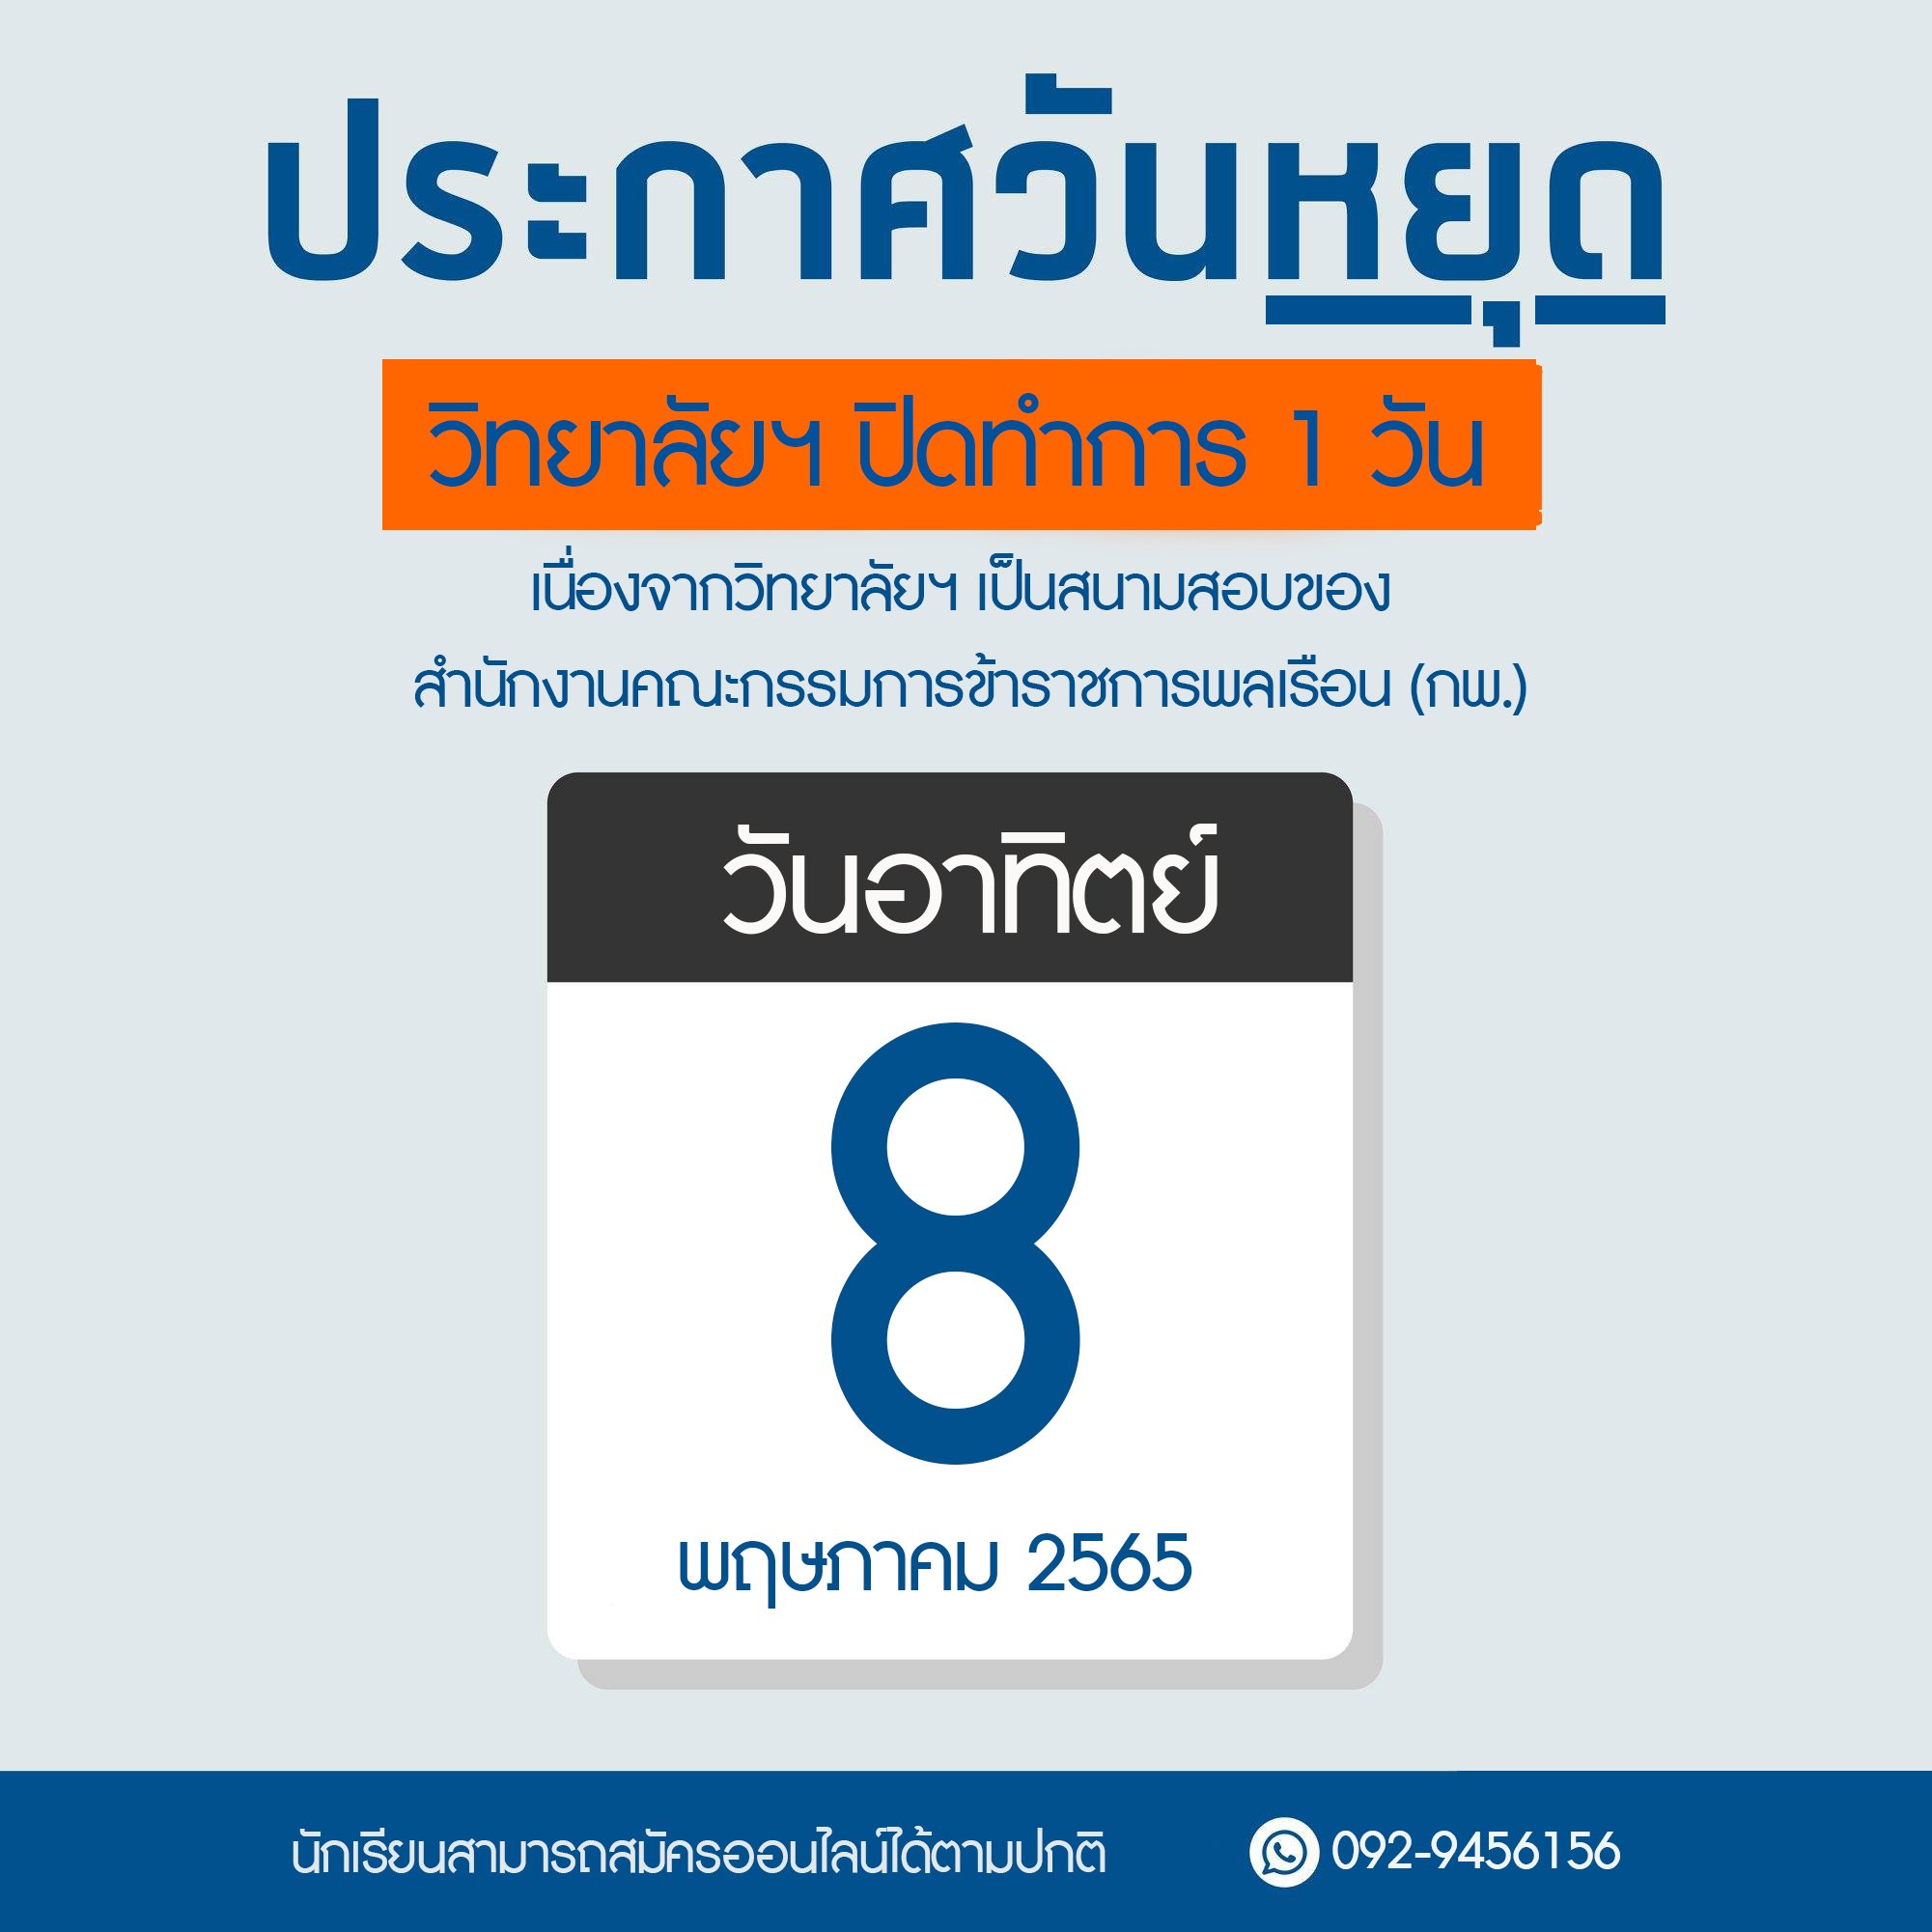 ประกาศวันหยุด
วิทยาลัยฯ ปิดทำการ 1 วัน
เนื่องจากวิทยาลัยฯ เป็นสนามสอบของ
สำนักงานคณะกรรมการข้าราชการพลเรือน (กพ.)
วันอาทิตย์
8
พฤษภาคม 2565
นักเรียนสามารถสมัครออนไลน์ได้ตามปกติ
092-9456156